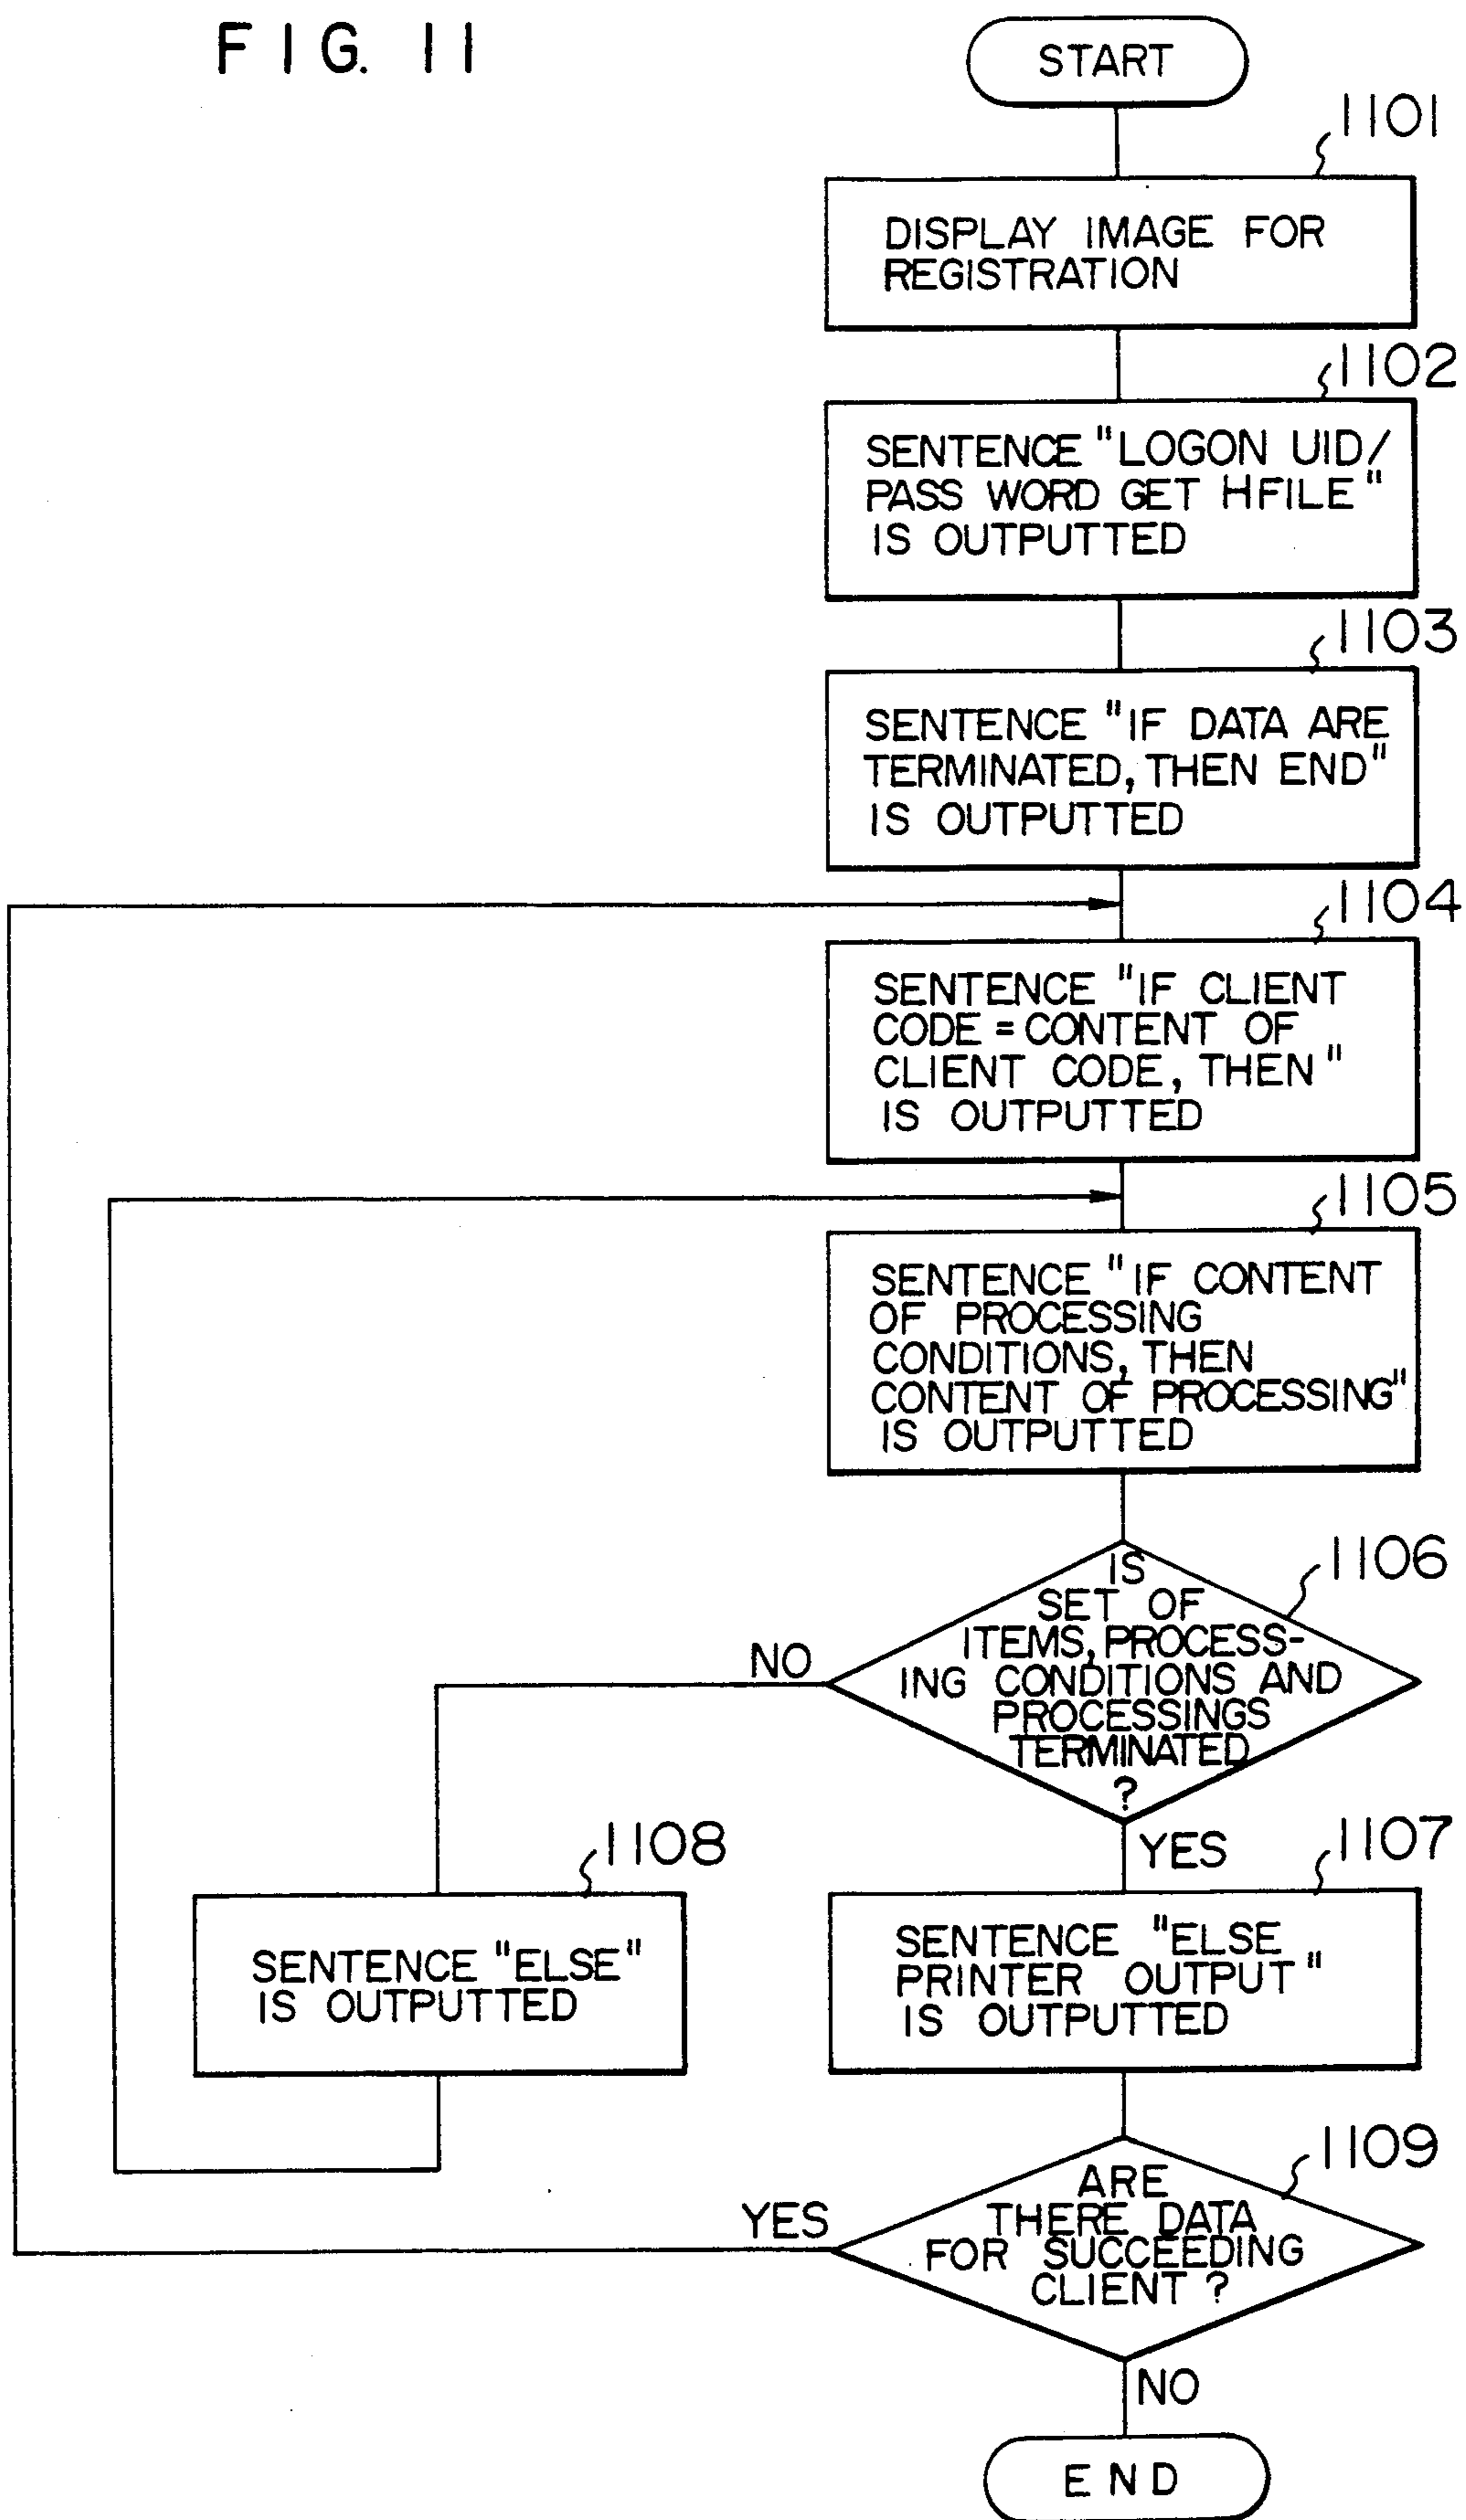 FIG. 11
START
1101
DISPLAY IMAGE FOR
REGISTRATION
1102
SENTENCE "LOGON UID/
PASS WORD GET HFILE"
IS OUTPUTTED
1103
SENTENCE "IF DATA ARE
TERMINATED, THEN END"
IS OUTPUTTED
1104
SENTENCE "IF CLIENT
CODE = CONTENT OF
CLIENT CODE, THEN"
IS OUTPUTTED
1105
SENTENCE "IF CONTENT
OF PROCESSING
CONDITIONS, THEN
CONTENT OF PROCESSING"
IS OUTPUTTED
1106
IS
SET OF
ITEMS, PROCESS-
ING CONDITIONS AND
PROCESSINGS
TERMINATED
?
NO
YES
1108
SENTENCE "ELSE"
IS OUTPUTTED
1107
SENTENCE "ELSE
PRINTER OUTPUT"
IS OUTPUTTED
1109
ARE
THERE DATA
FOR SUCCEEDING
CLIENT ?
YES
NO
END